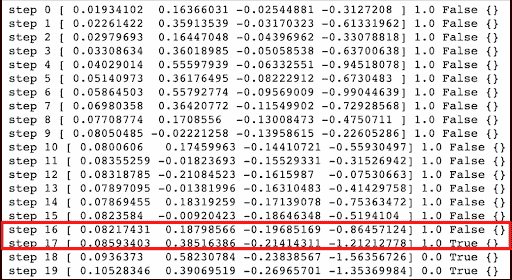 step 0 [ 0.01934102 0.16366031 -0.02544881 -0.3127208 ] 1.0 False {}
step 1 [ 0.02261422 0.35913539 -0.03170323 -0.61331962] 1.0 False {}
step 2 [ 0.02979693 0.16447048 -0.04396962 -0.33078818] 1.0 False {}
step 3 [ 0.03308634 0.36018985 -0.05058538 -0.63700638] 1.0 False {}
step 4 [ 0.04029014 0.55597939 -0.06332551 -0.94518078] 1.0 False {}
step 5 [ 0.05140973 0.36176495 -0.08222912 -0.6730483 ] 1.0 False {}
step 6 [ 0.05864503 0.55792774 -0.09569009 -0.99044639] 1.0 False {}
step 7 [ 0.06980358 0.36420772 -0.11549902 -0.72928568] 1.0 False {}
step 8 [ 0.07708774 0.1708556 -0.13008473 -0.4750711 ] 1.0 False {}
step 9 [ 0.08050485 -0.02221258 -0.13958615 -0.22605286] 1.0 False {}
step 10 [ 0.0800606 0.17459963 -0.14410721 -0.55930497] 1.0 False {}
step 11 [ 0.08355259 -0.01823693 -0.15529331 -0.31526942] 1.0 False {}
step 12 [ 0.08318785 -0.21084523 -0.1615987 -0.07530663] 1.0 False {}
step 13 [ 0.07897095 -0.01381996 -0.16310483 -0.41429758] 1.0 False {}
step 14 [ 0.07869455 0.18319259 -0.17139078 -0.75363472] 1.0 False {}
step 15 [ 0.0823584 -0.00920423 -0.18646348 -0.5194104 ] 1.0 False {}
step 16 [ 0.08217431 0.18798566 -0.19685169 -0.86457124] 1.0 False {}
step 17 [ 0.08593403 0.38516386 -0.21414311 -1.21212778] 1.0 True {}
step 18 [ 0.0936373 0.58230784 -0.23838567 -1.56356986] 0.0 True {}
step 19 [ 0.10528346 0.39069519 -0.26965701 -1.35369988] 0.0 True {}